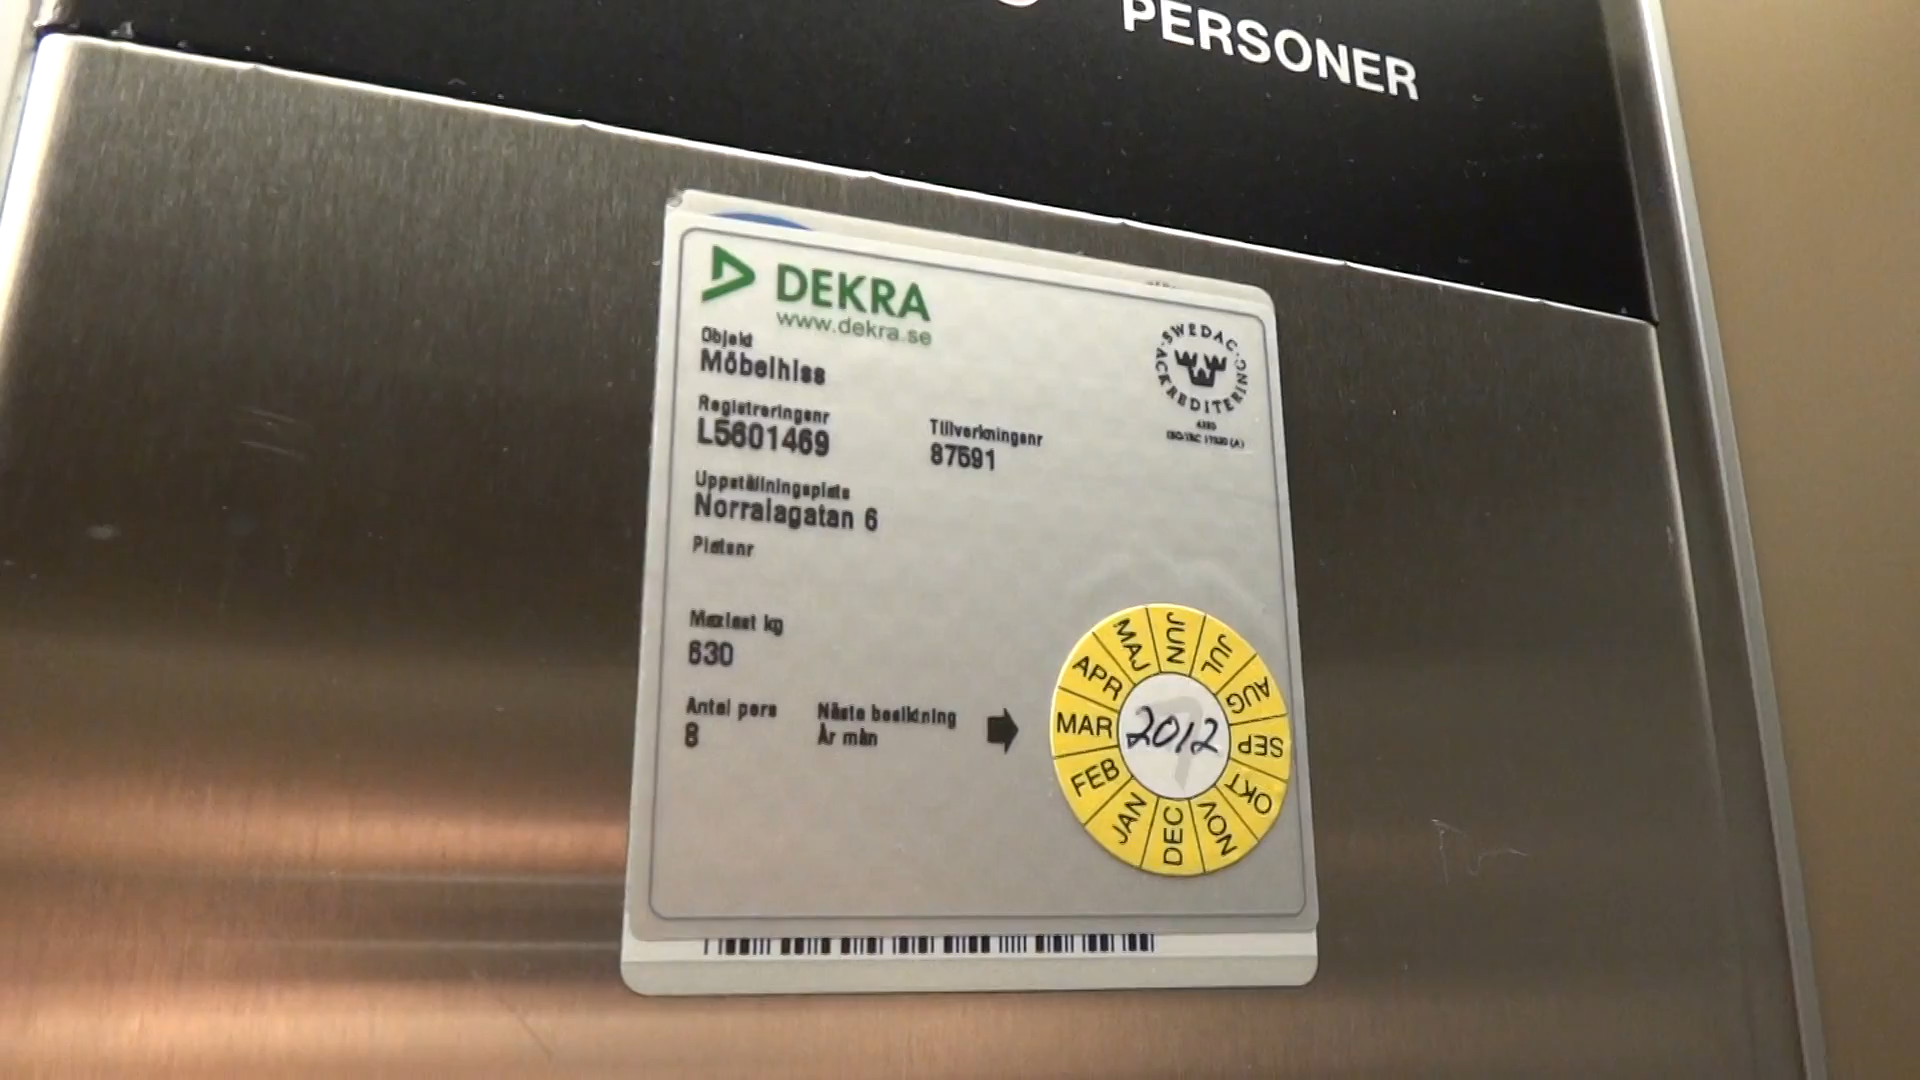 PERSONER
DEKRA
www.dekra.se
SWEDAC ACKREDITERING
Objekt
Möbelhiss
Registreringsnr
L5601469
Tillverkningsnr
87591
Uppställningsplats
Norralagatan 6
Platsnr
Maxlast kg
630
Antal pers
8
Nästa besiktning
År mån
JAN
FEB
MAR
APR
MAJ
JUN
JUL
AUG
SEP
OKT
NOV
DEC
2012